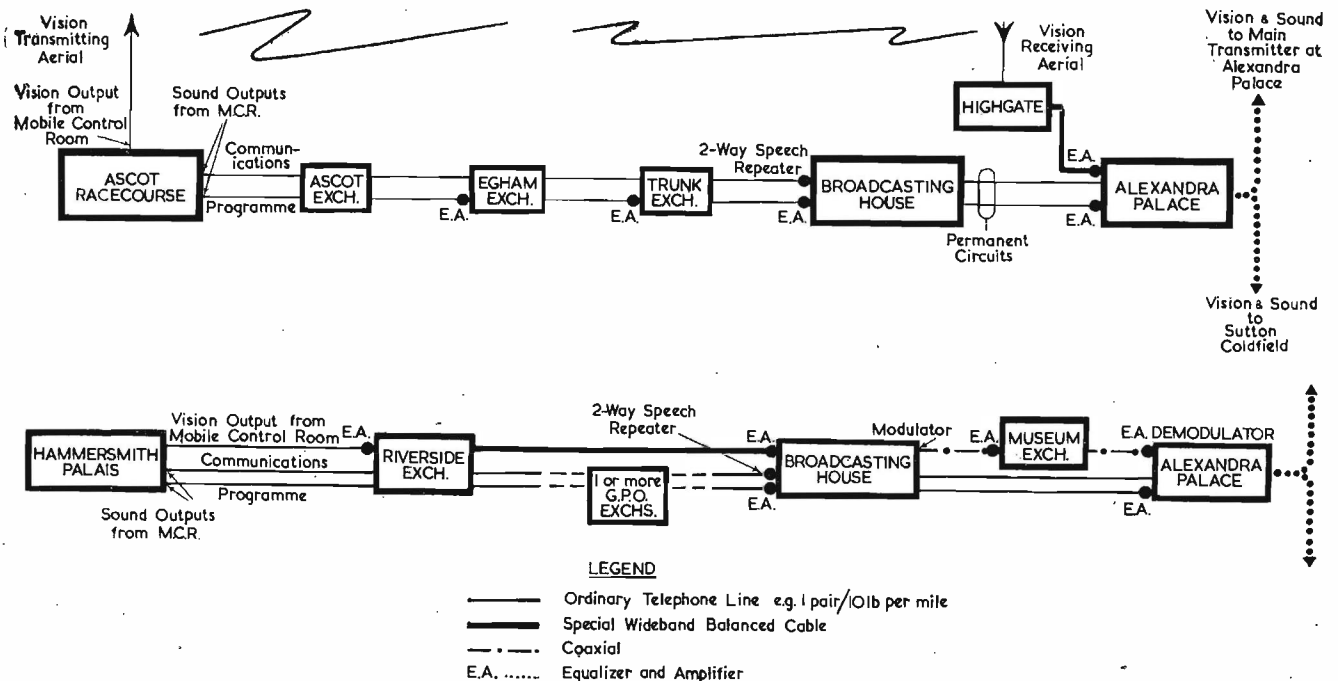 Vision
Transmitting
Aerial
Vision Output
from
Mobile Control
Room
Sound Outputs
from M.C.R.
Commun-
ications
Programme
ASCOT
RACECOURSE
ASCOT
EXCH.
E.A.
EGHAM
EXCH.
E.A.
TRUNK
EXCH.
2-Way Speech
Repeater
E.A.
BROADCASTING
HOUSE
Permanent
Circuits
Vision
Receiving
Aerial
HIGHGATE
E.A.
E.A.
ALEXANDRA
PALACE
Vision & Sound
to Main
Transmitter at
Alexandra
Palace
Vision & Sound
to
Sutton
Coldfield
HAMMERSMITH
PALAIS
Vision Output from
Mobile Control Room
E.A.
Communications
Programme
Sound Outputs
from M.C.R.
RIVERSIDE
EXCH.
1 or more
G.P.O.
EXCHS.
2-Way Speech
Repeater
E.A.
E.A.
BROADCASTING
HOUSE
Modulator
E.A.
MUSEUM
EXCH.
E.A. DEMODULATOR
E.A.
ALEXANDRA
PALACE
LEGEND
Ordinary Telephone Line e.g. 1 pair/10lb per mile
Special Wideband Balanced Cable
Coaxial
E.A. ...... Equalizer and Amplifier